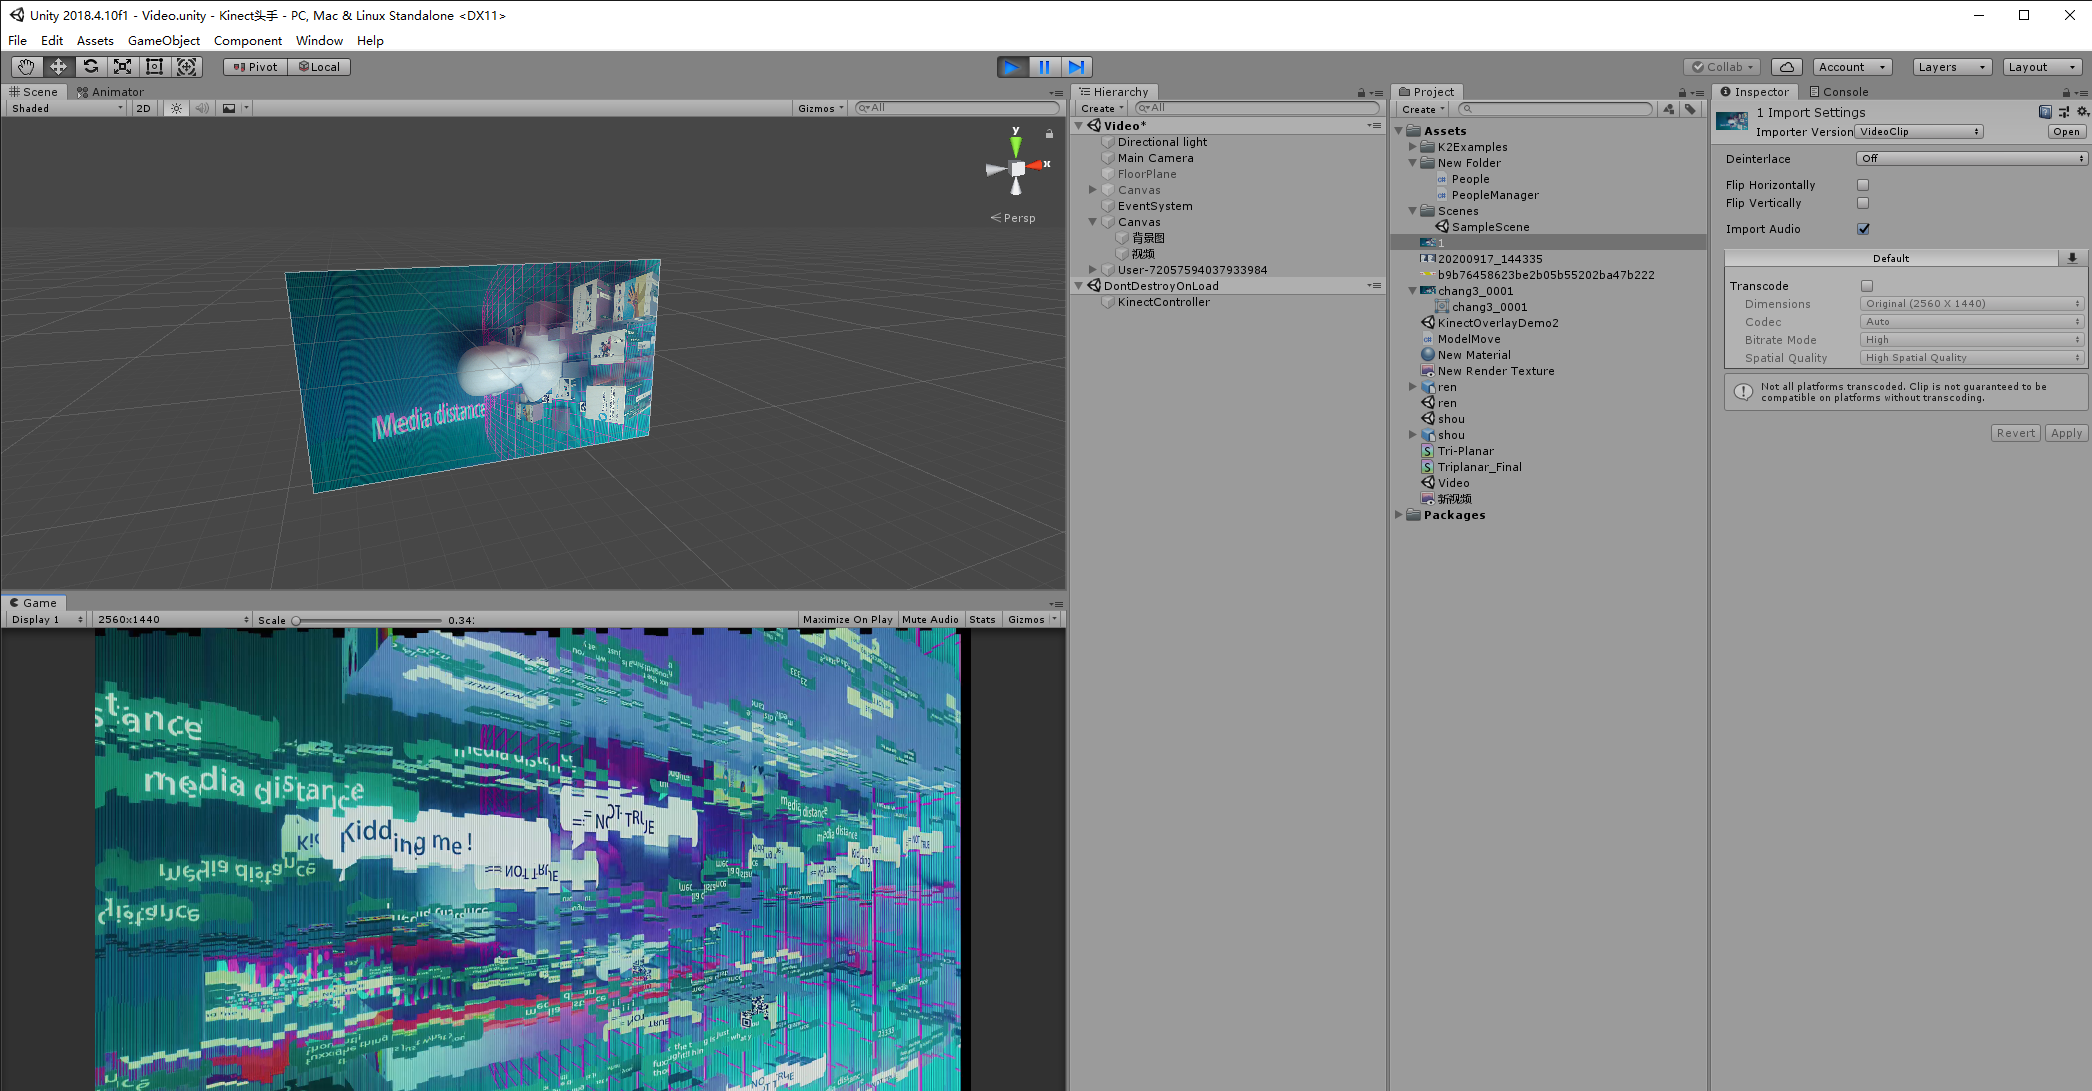 Unity 2018.4.10f1 - Video.unity - Kinect头手 - PC, Mac & Linux Standalone <DX11>
File Edit Assets GameObject Component Window Help
Pivot Local
Collab Account Layers Layout
Scene Animator
Shaded 2D Gizmos All
y
x
Persp
Media distance
Game
Display 1 2560x1440 Scale 0.34 Maximize On Play Mute Audio Stats Gizmos
stance
media distance
Kidding me!
== NOT TRUE
== NOT TRUE
media distance
distance
media distance
media distance
Hierarchy
Create All
Video*
Directional light
Main Camera
FloorPlane
Canvas
EventSystem
Canvas
背景图
视频
User-72057594037933984
DontDestroyOnLoad
KinectController
Project
Create
Assets
K2Examples
New Folder
People
PeopleManager
Scenes
SampleScene
1
20200917_144335
b9b76458623be2b05b55202ba47b222
chang3_0001
chang3_0001
KinectOverlayDemo2
ModelMove
New Material
New Render Texture
ren
ren
shou
shou
Tri-Planar
Triplanar_Final
Video
新视频
Packages
Inspector Console
1 Import Settings
Importer Version VideoClip Open
Deinterlace Off
Flip Horizontally
Flip Vertically
Import Audio
Default
Transcode
Dimensions Original (2560 X 1440)
Codec Auto
Bitrate Mode High
Spatial Quality High Spatial Quality
Not all platforms transcoded. Clip is not guaranteed to be
compatible on platforms without transcoding.
Revert Apply